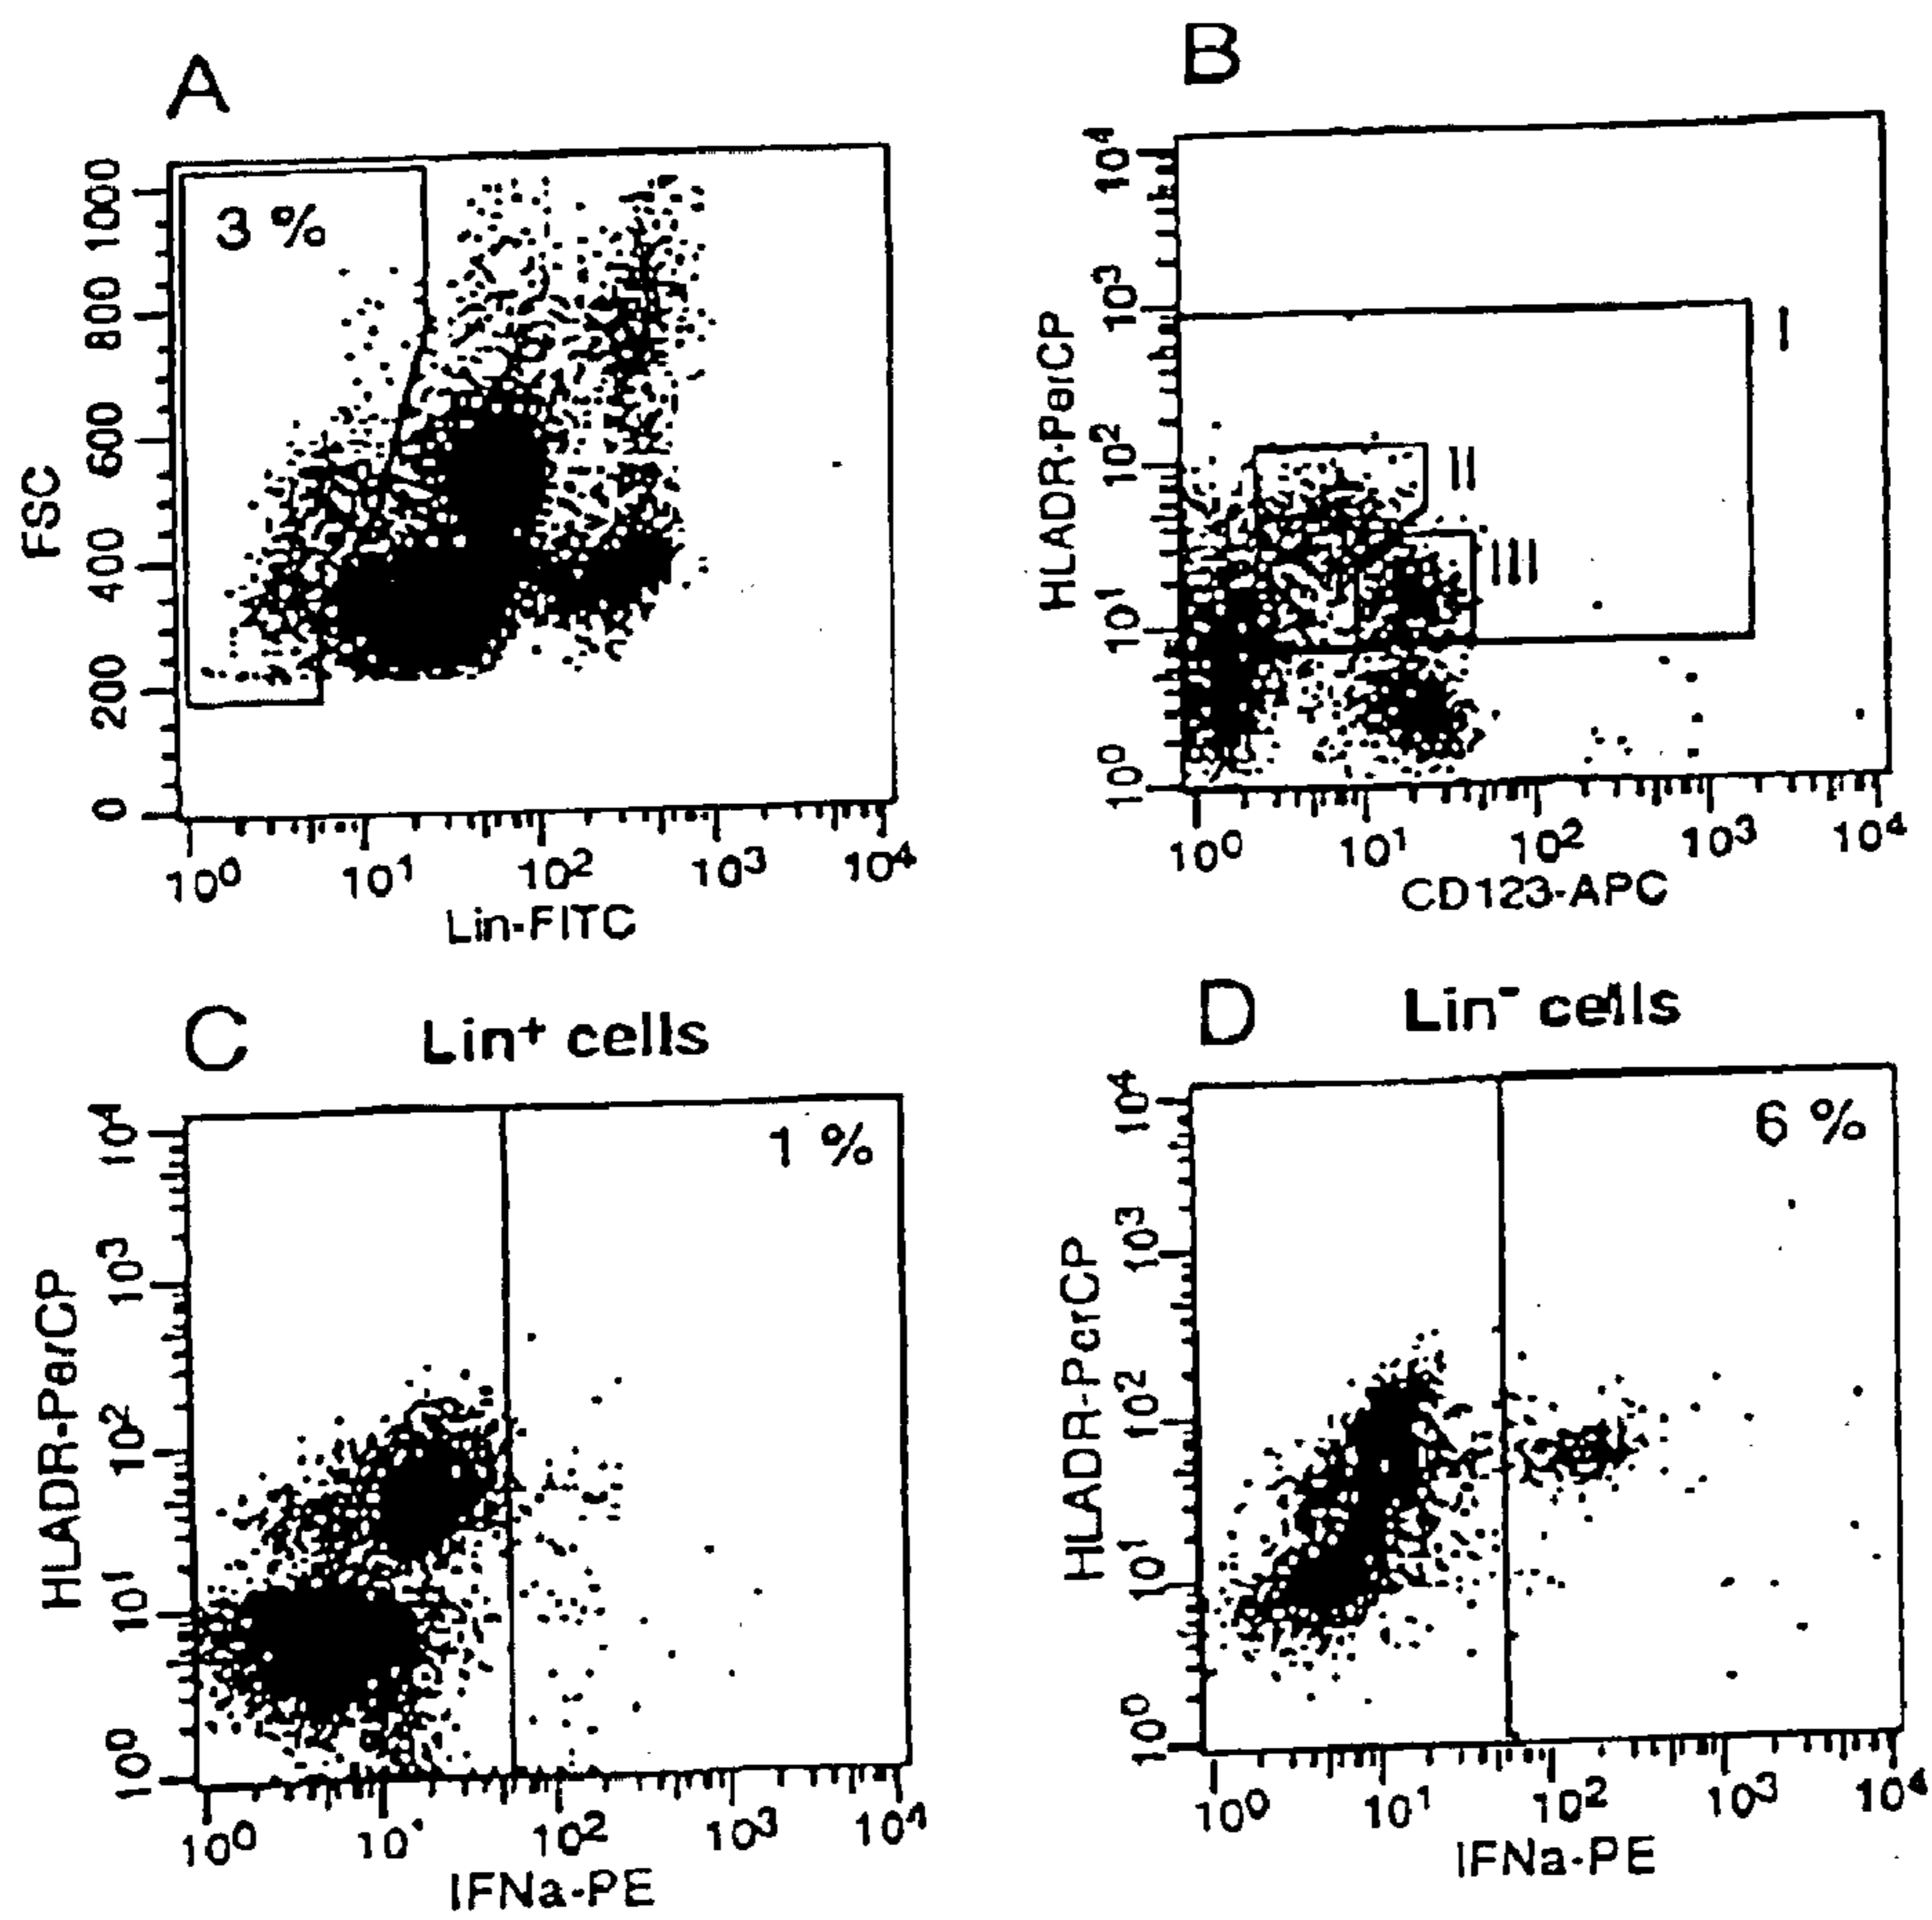 A
1000
800
600
400
200
0
FSC
3 %
10⁰ 10¹ 10² 10³ 10⁴
Lin-FITC
B
10⁴
10³
10²
10¹
10⁰
HLADR-PerCP
I
II
III
10⁰ 10¹ 10² 10³ 10⁴
CD123-APC
C Lin⁺ cells
10⁴
10³
10²
10¹
10⁰
HLADR-PerCP
1 %
10⁰ 10¹ 10² 10³ 10⁴
IFNa-PE
D Lin⁻ cells
10⁴
10³
10²
10¹
10⁰
HLADR-PerCP
6 %
10⁰ 10¹ 10² 10³ 10⁴
IFNa-PE